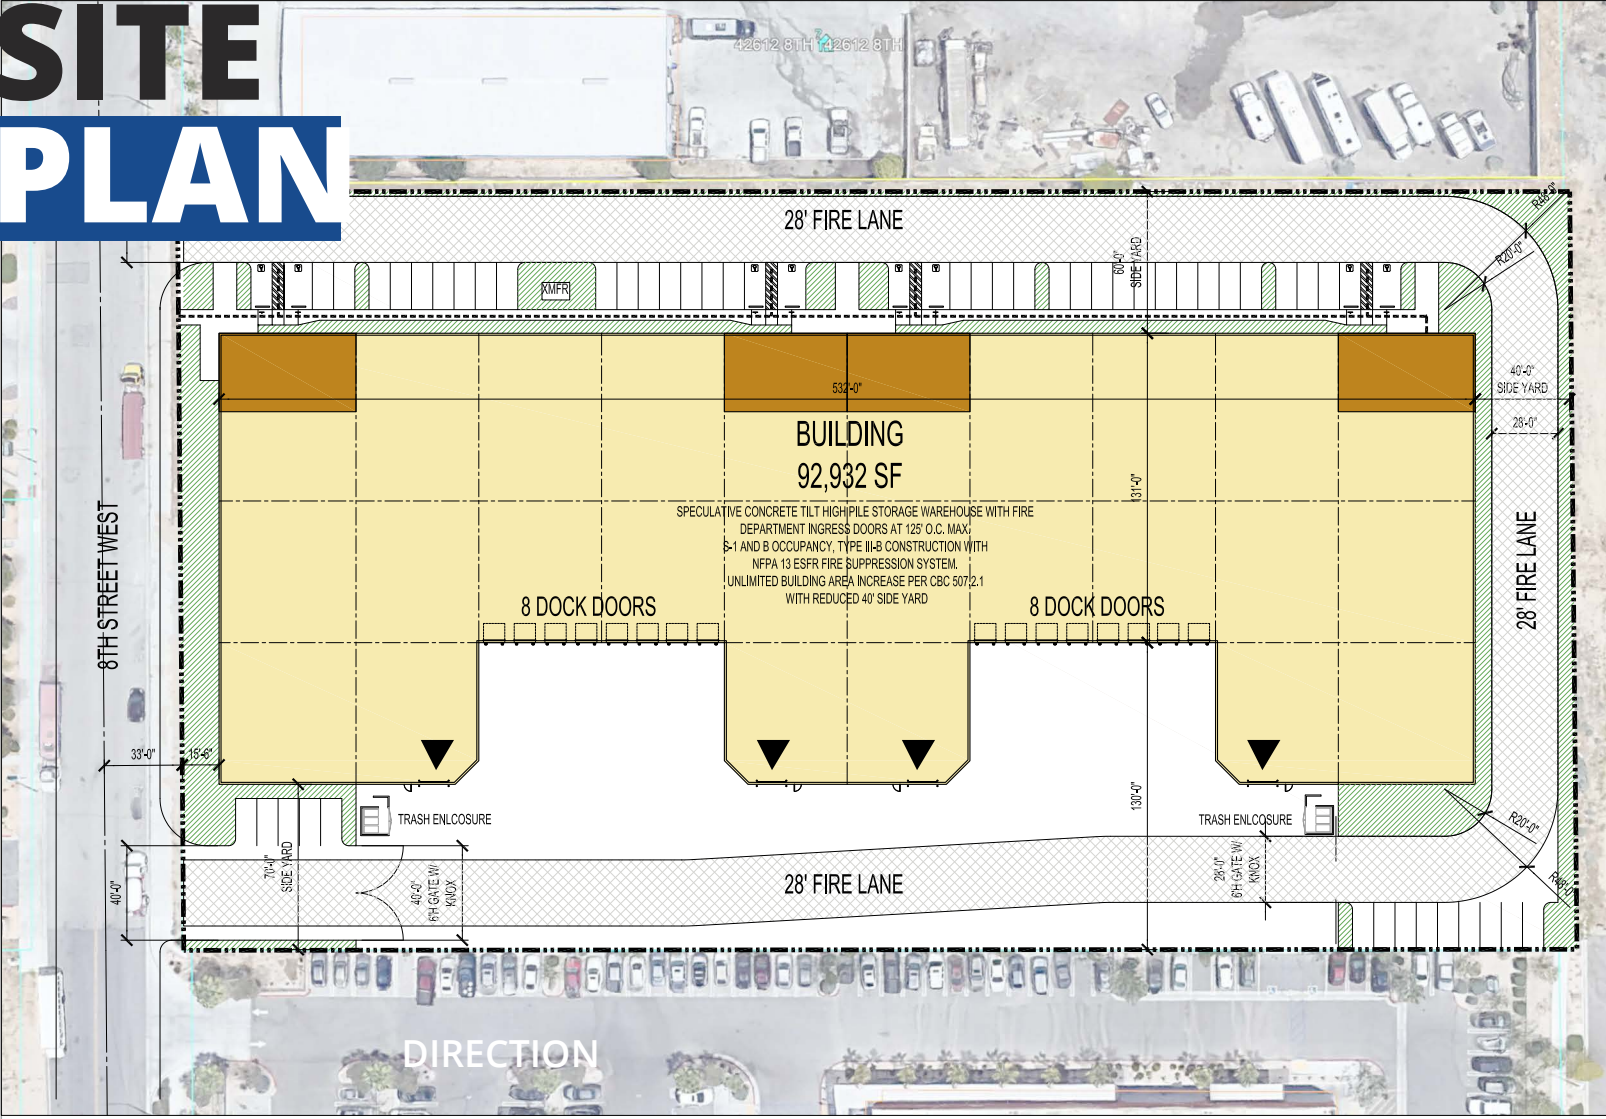 SITE
PLAN
42612 8TH
42612 8TH
28' FIRE LANE
R48'-0"
R20'-0"
60'-0"
SIDE YARD
XMFR
532'-0"
40'-0"
SIDE YARD
28'-0"
BUILDING
92,932 SF
131'-0"
SPECULATIVE CONCRETE TILT HIGH PILE STORAGE WAREHOUSE WITH FIRE
DEPARTMENT INGRESS DOORS AT 125' O.C. MAX.
S-1 AND B OCCUPANCY, TYPE III-B CONSTRUCTION WITH
NFPA 13 ESFR FIRE SUPPRESSION SYSTEM.
UNLIMITED BUILDING AREA INCREASE PER CBC 507.2.1
WITH REDUCED 40' SIDE YARD
8 DOCK DOORS
8 DOCK DOORS
8TH STREET WEST
28' FIRE LANE
33'-0"
15'-6"
130'-0"
TRASH ENLCOSURE
TRASH ENLCOSURE
R20'-0"
70'-0"
SIDE YARD
40'-0"
40'-0"
6'H GATE W/
KNOX
28' FIRE LANE
28'-0"
6'H GATE W/
KNOX
R48'-0"
DIRECTION